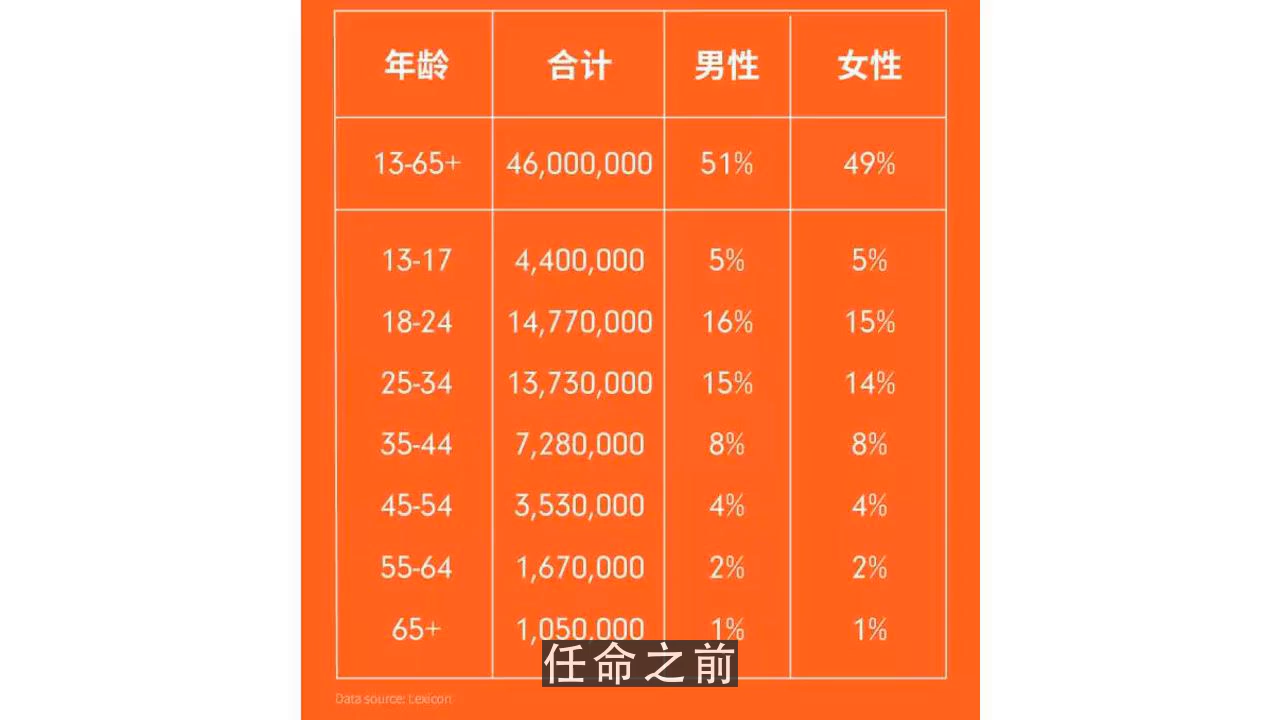 年龄 合计 男性 女性
13-65+ 46,000,000 51% 49%
13-17 4,400,000 5% 5%
18-24 14,770,000 16% 15%
25-34 13,730,000 15% 14%
35-44 7,280,000 8% 8%
45-54 3,530,000 4% 4%
55-64 1,670,000 2% 2%
65+ 1,050,000 1% 1%
任命之前
Data source: Lexicon